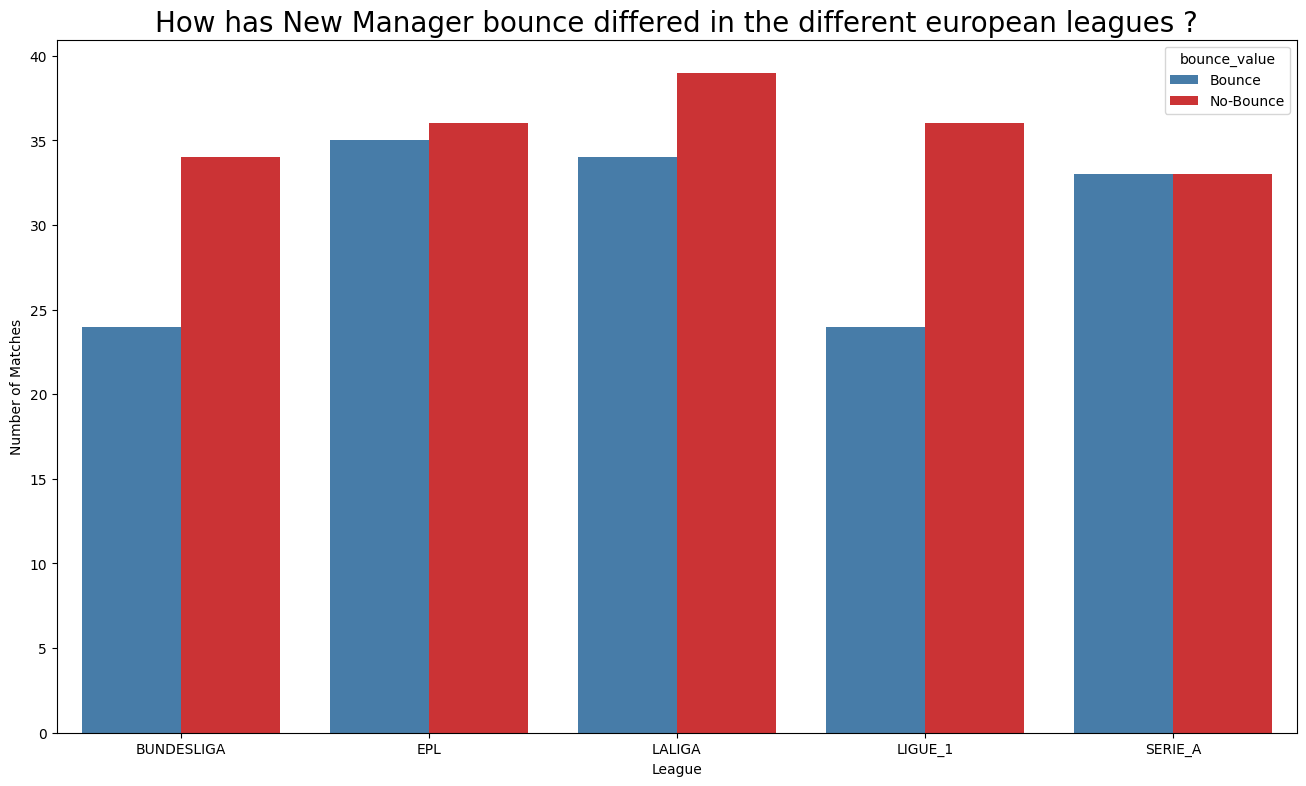 How has New Manager bounce differed in the different european leagues ?
bounce_value
Bounce
No-Bounce
Number of Matches
40
35
30
25
20
15
10
5
0
BUNDESLIGA EPL LALIGA LIGUE_1 SERIE_A
League